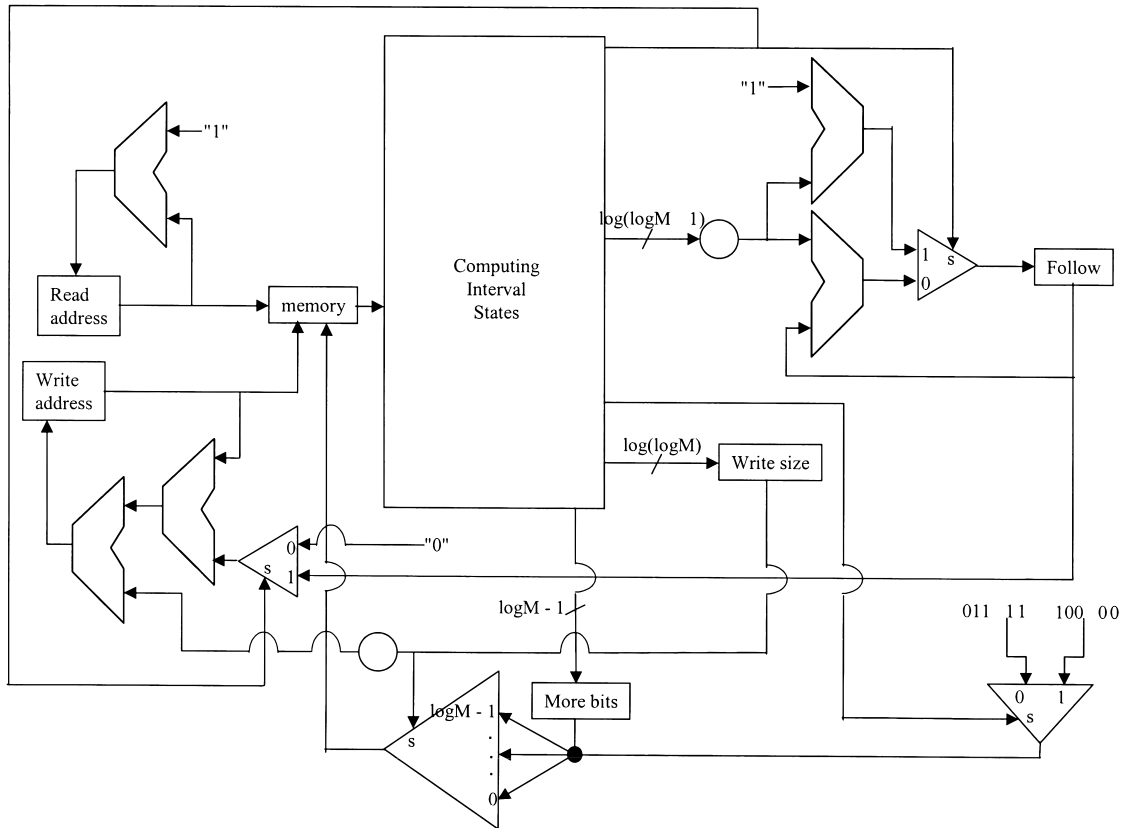 "1"
"1"
log(logM    1)
1
s
0
Follow
Read
address
memory
Computing
Interval
States
Write
address
log(logM)
Write size
0
"0"
s
1
logM - 1
011  11    100  00
0    1
s
More bits
logM - 1
s
.
.
.
0